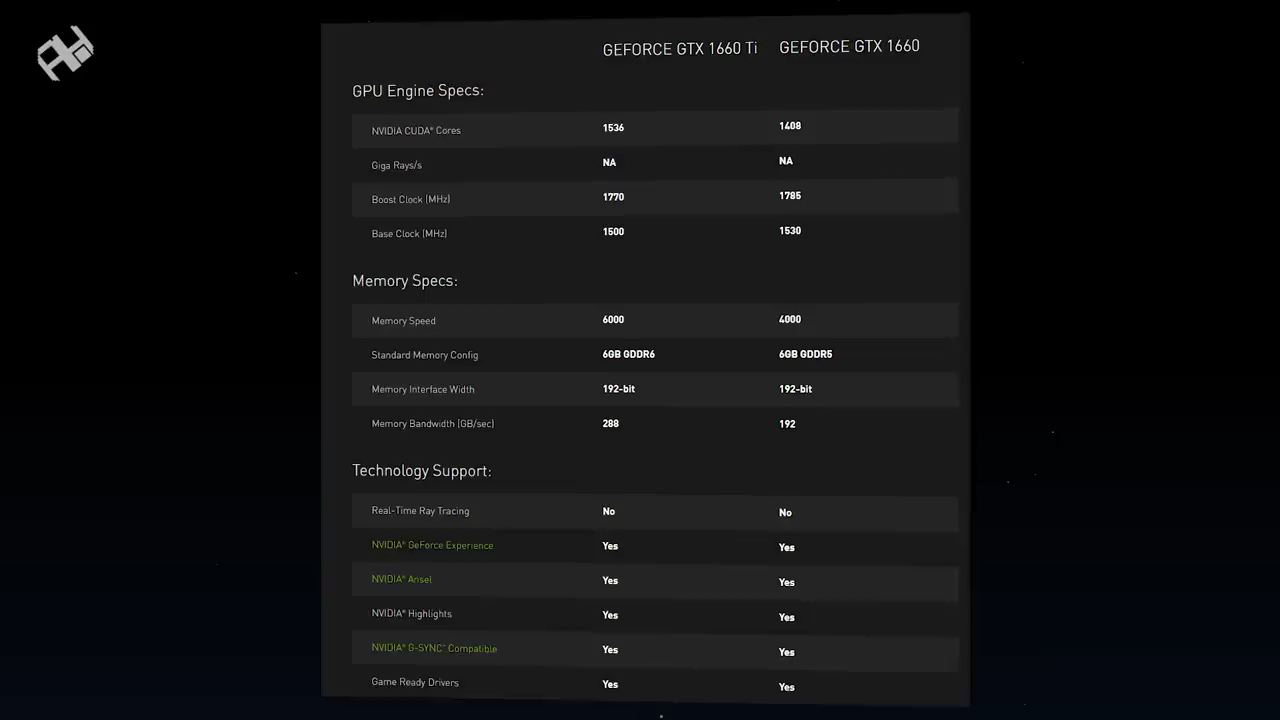 GEFORCE GTX 1660 Ti GEFORCE GTX 1660
GPU Engine Specs:
NVIDIA CUDA® Cores 1536 1408
Giga Rays/s NA NA
Boost Clock (MHz) 1770 1785
Base Clock (MHz) 1500 1530
Memory Specs:
Memory Speed 6000 4000
Standard Memory Config 6GB GDDR6 6GB GDDR5
Memory Interface Width 192-bit 192-bit
Memory Bandwidth (GB/sec) 288 192
Technology Support:
Real-Time Ray Tracing No No
NVIDIA® GeForce Experience Yes Yes
NVIDIA® Ansel Yes Yes
NVIDIA® Highlights Yes Yes
NVIDIA® G-SYNC™ Compatible Yes Yes
Game Ready Drivers Yes Yes